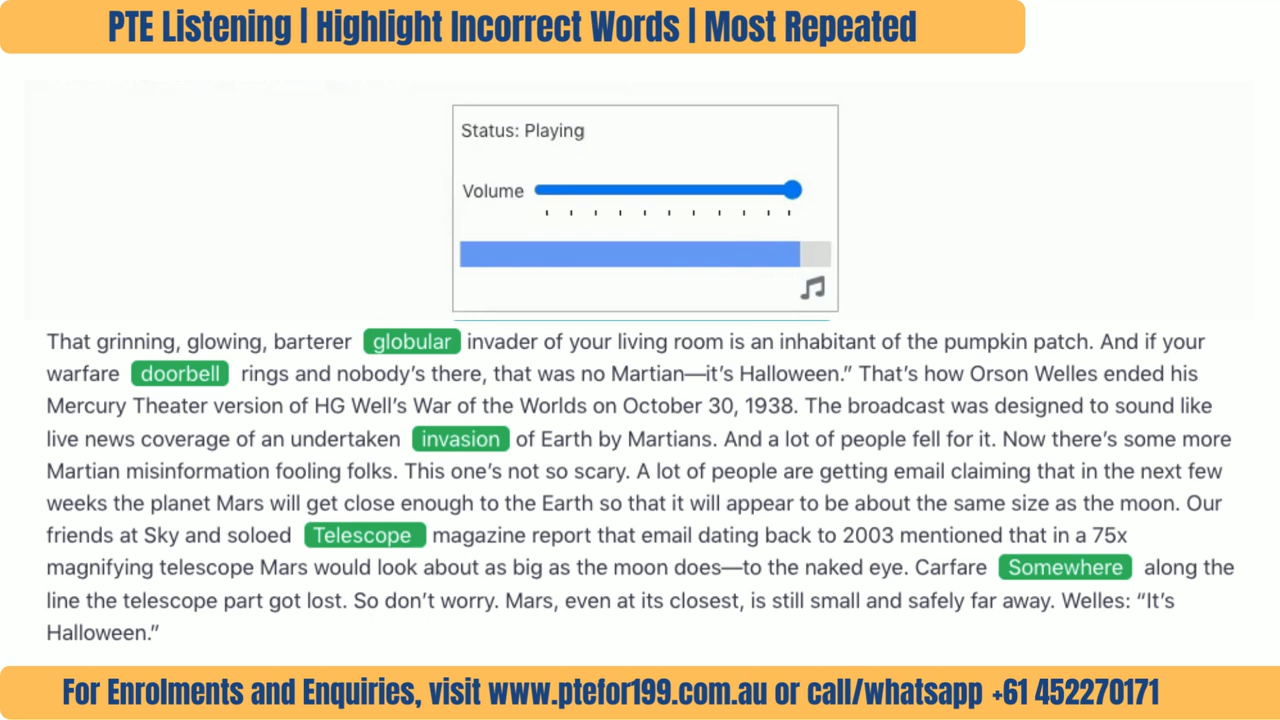 PTE Listening | Highlight Incorrect Words | Most Repeated
Status: Playing
Volume
That grinning, glowing, barterer globular invader of your living room is an inhabitant of the pumpkin patch. And if your
warfare doorbell rings and nobody’s there, that was no Martian—it’s Halloween.” That’s how Orson Welles ended his
Mercury Theater version of HG Well’s War of the Worlds on October 30, 1938. The broadcast was designed to sound like
live news coverage of an undertaken invasion of Earth by Martians. And a lot of people fell for it. Now there’s some more
Martian misinformation fooling folks. This one’s not so scary. A lot of people are getting email claiming that in the next few
weeks the planet Mars will get close enough to the Earth so that it will appear to be about the same size as the moon. Our
friends at Sky and soloed Telescope magazine report that email dating back to 2003 mentioned that in a 75x
magnifying telescope Mars would look about as big as the moon does—to the naked eye. Carfare Somewhere along the
line the telescope part got lost. So don’t worry. Mars, even at its closest, is still small and safely far away. Welles: “It’s
Halloween.”
For Enrolments and Enquiries, visit www.ptefor199.com.au or call/whatsapp +61 452270171